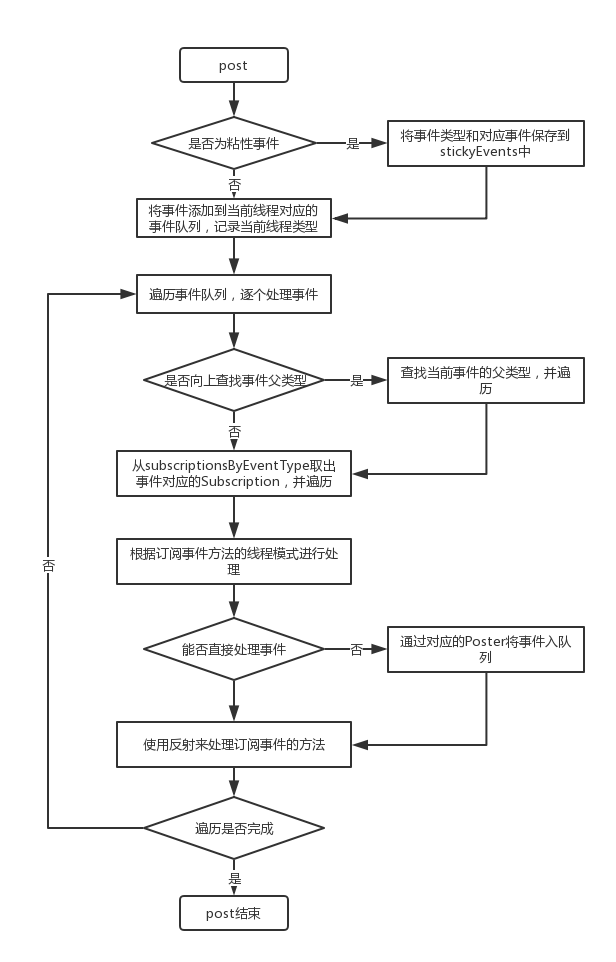 post
是否为粘性事件
是
将事件类型和对应事件保存到
stickyEvents中
否
将事件添加到当前线程对应的
事件队列，记录当前线程类型
遍历事件队列，逐个处理事件
是否向上查找事件父类型
是
查找当前事件的父类型，并遍
历
否
从subscriptionsByEventType取出
事件对应的Subscription，并遍历
根据订阅事件方法的线程模式进行处
理
否
能否直接处理事件
否
通过对应的Poster将事件入队
列
使用反射来处理订阅事件的方法
遍历是否完成
是
post结束